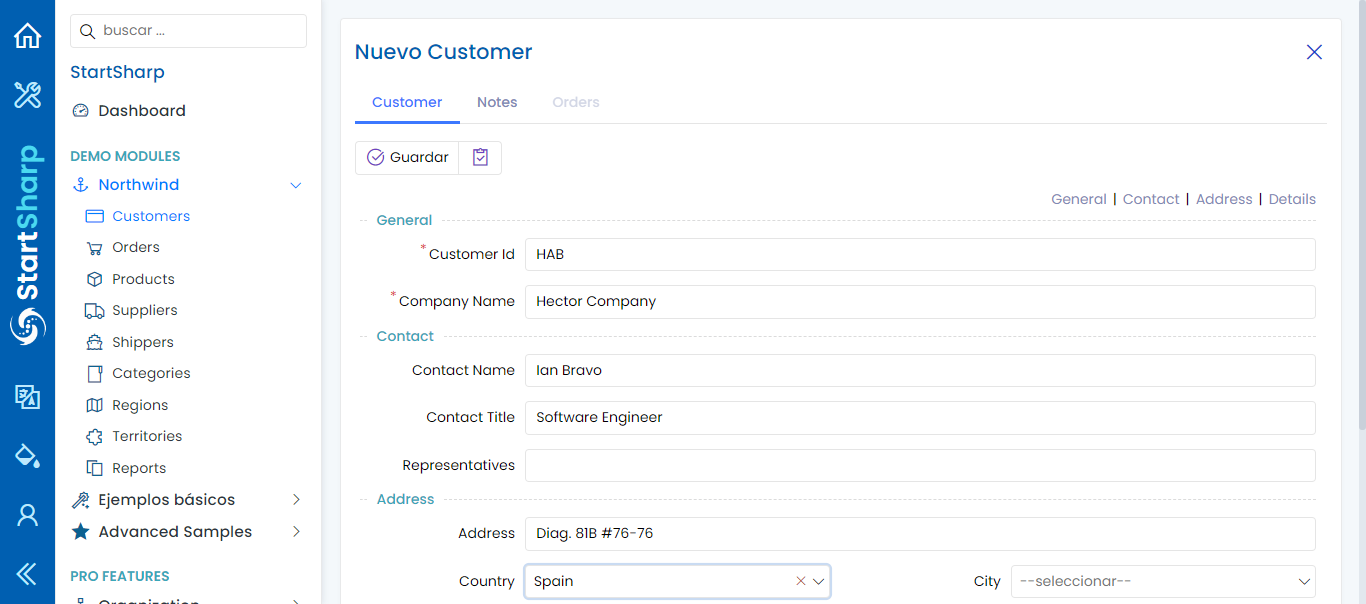 buscar ...
StartSharp
Dashboard
DEMO MODULES
Northwind
Customers
Orders
Products
Suppliers
Shippers
Categories
Regions
Territories
Reports
Ejemplos básicos
Advanced Samples
PRO FEATURES
Organization
StartSharp
Nuevo Customer
Customer Notes Orders
Guardar
General | Contact | Address | Details
General
* Customer Id HAB
* Company Name Hector Company
Contact
Contact Name Ian Bravo
Contact Title Software Engineer
Representatives
Address
Address Diag. 81B #76-76
Country Spain City --seleccionar--